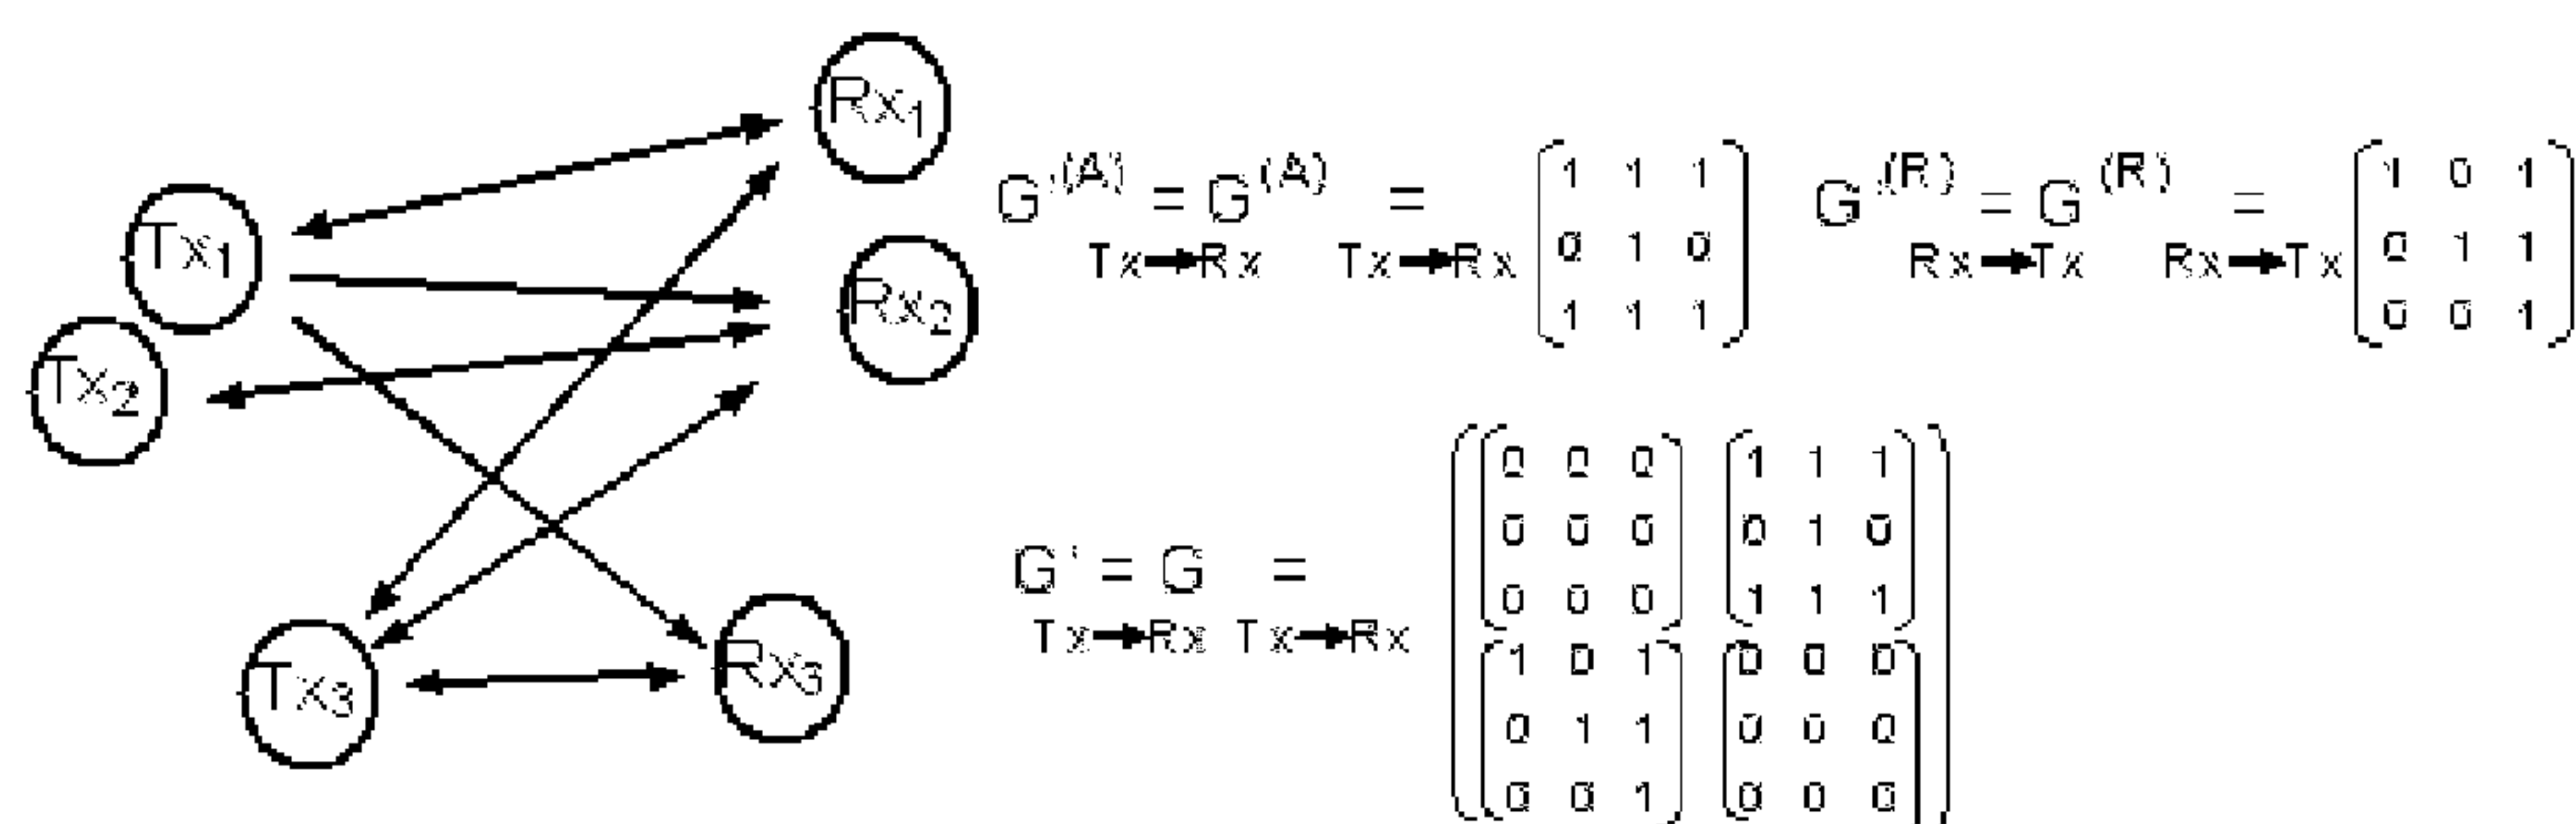 Rx1
Tx1
Rx2
Tx2
Tx3
Rx3
G'(A) = G(A) =
Tx➡Rx Tx➡Rx
1 1 1
0 1 0
1 1 1
G'(R) = G(R) =
Rx➡Tx Rx➡Tx
1 0 1
0 1 1
0 0 1
G' = G =
Tx➡Rx Tx➡Rx
0 0 0 1 1 1
0 0 0 0 1 0
0 0 0 1 1 1
1 0 1 0 0 0
0 1 1 0 0 0
0 0 1 0 0 0